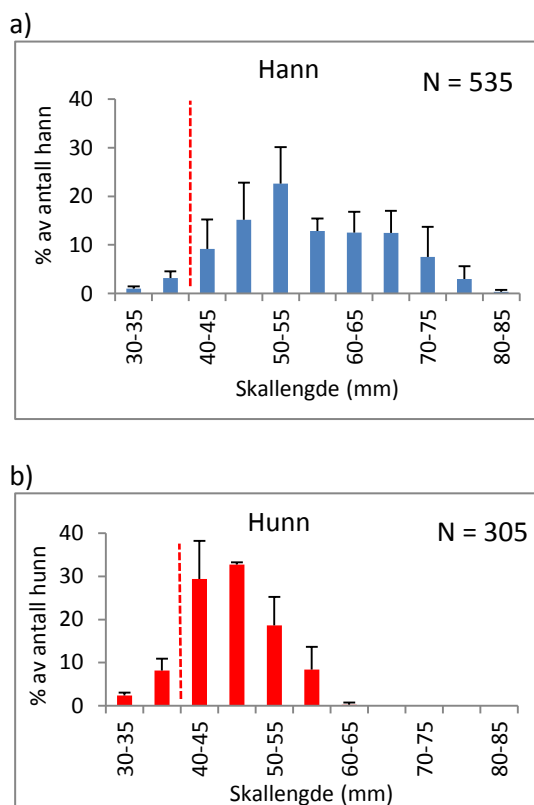 a)
Hann
N = 535
% av antall hann
40
30
20
10
0
30-35
40-45
50-55
60-65
70-75
80-85
Skallengde (mm)
b)
Hunn
N = 305
% av antall hunn
40
30
20
10
0
30-35
40-45
50-55
60-65
70-75
80-85
Skallengde (mm)